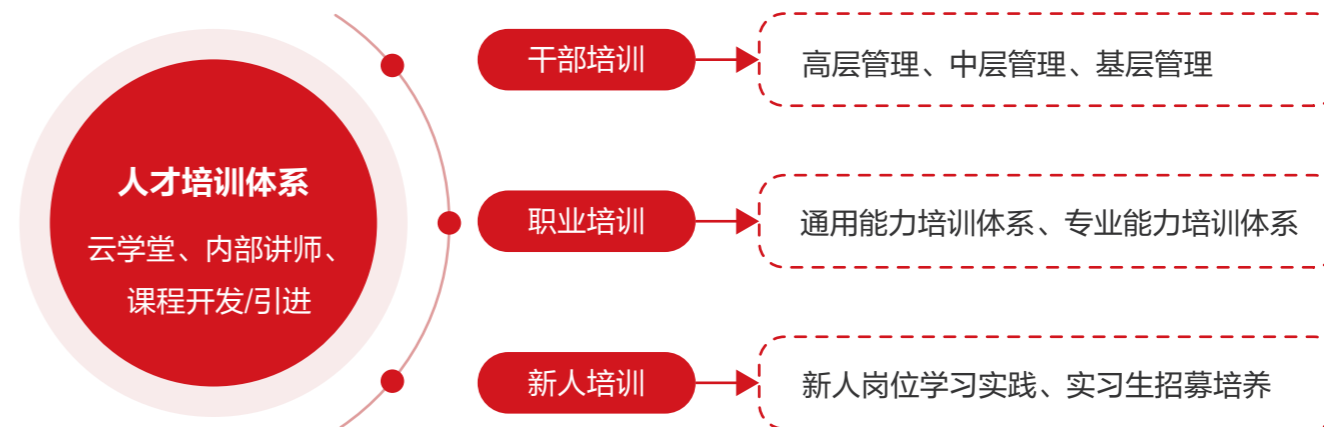 人才培训体系
云学堂、内部讲师、
课程开发/引进
干部培训
高层管理、中层管理、基层管理
职业培训
通用能力培训体系、专业能力培训体系
新人培训
新人岗位学习实践、实习生招募培养